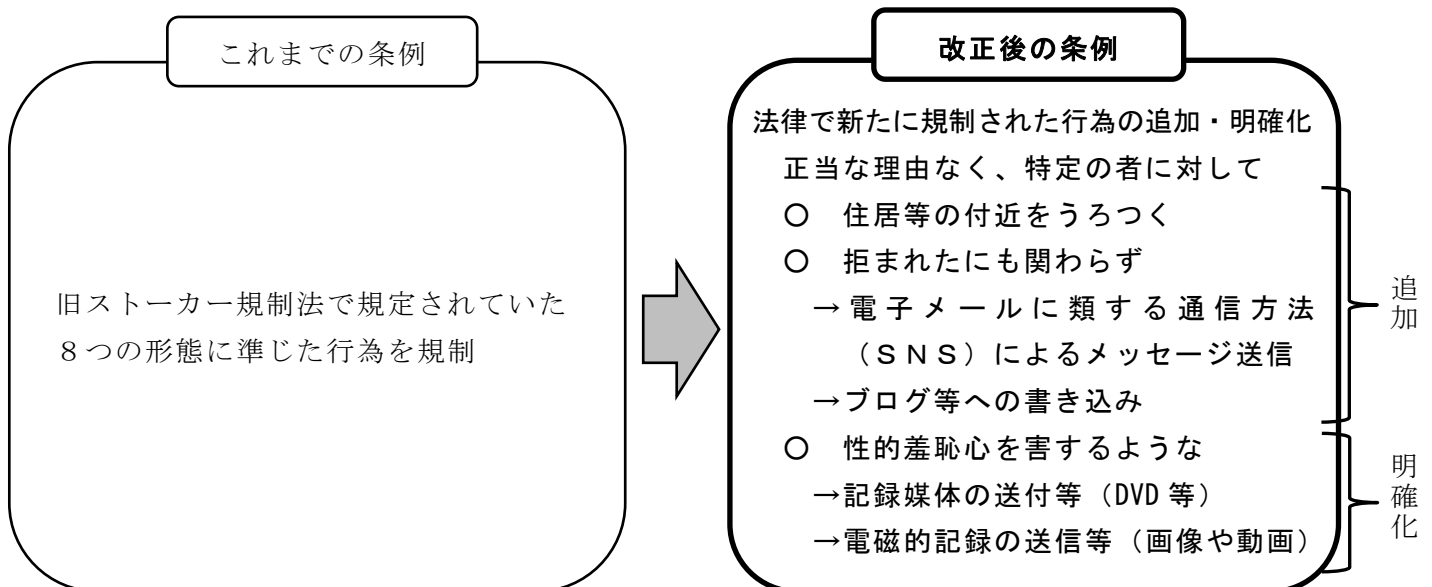 これまでの条例
旧ストーカー規制法で規定されていた
８つの形態に準じた行為を規制
改正後の条例
法律で新たに規制された行為の追加・明確化
正当な理由なく、特定の者に対して
○　住居等の付近をうろつく
○　拒まれたにも関わらず
→電子メールに類する通信方法
（ＳＮＳ）によるメッセージ送信
→ブログ等への書き込み
○　性的羞恥心を害するような
→記録媒体の送付等（DVD等）
→電磁的記録の送信等（画像や動画）
追加
明確化